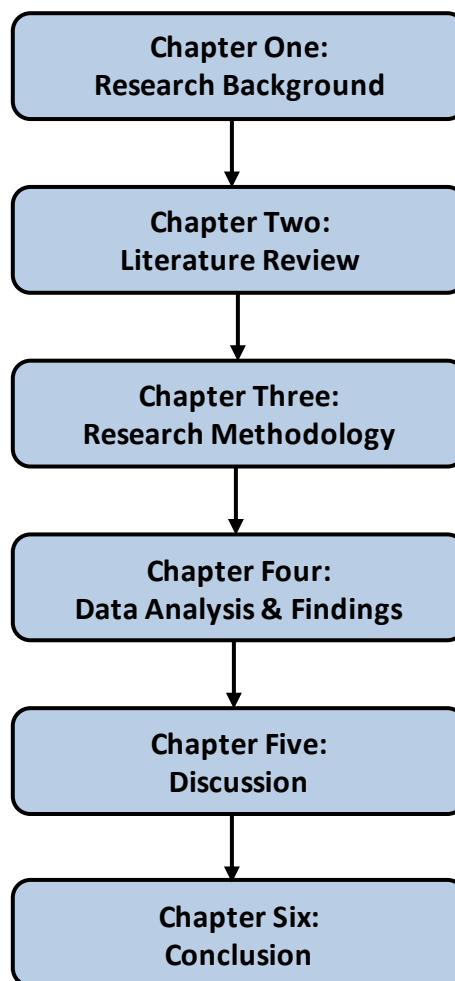 Chapter One:
Research Background
Chapter Two:
Literature Review
Chapter Three:
Research Methodology
Chapter Four:
Data Analysis & Findings
Chapter Five:
Discussion
Chapter Six:
Conclusion